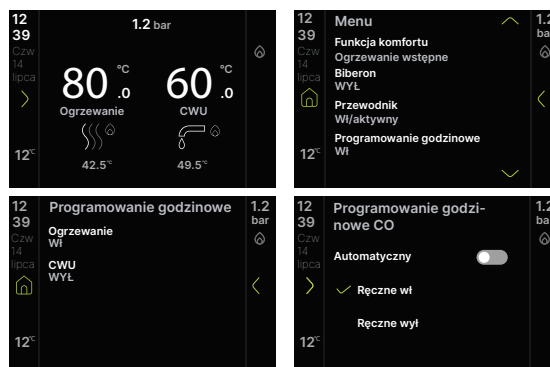 12
39
Czw
14
lipca
12°C
1.2 bar
80.0 °C
60.0 °C
Ogrzewanie
CWU
42.5°C
49.5°C
12
39
Czw
14
lipca
12°C
Menu
Funkcja komfortu
Ogrzewanie wstępne
Biberon
WYŁ
Przewodnik
Wł/aktywny
Programowanie godzinowe
Wł
1.2
ba
12
39
Czw
14
lipca
12°C
Programowanie godzinowe
Ogrzewanie
Wł
CWU
WYŁ
1.2
bar
12
39
Czw
14
lipca
12°C
Programowanie godzi-
nowe CO
Automatyczny
Ręczne wł
Ręczne wył
1.2
ba